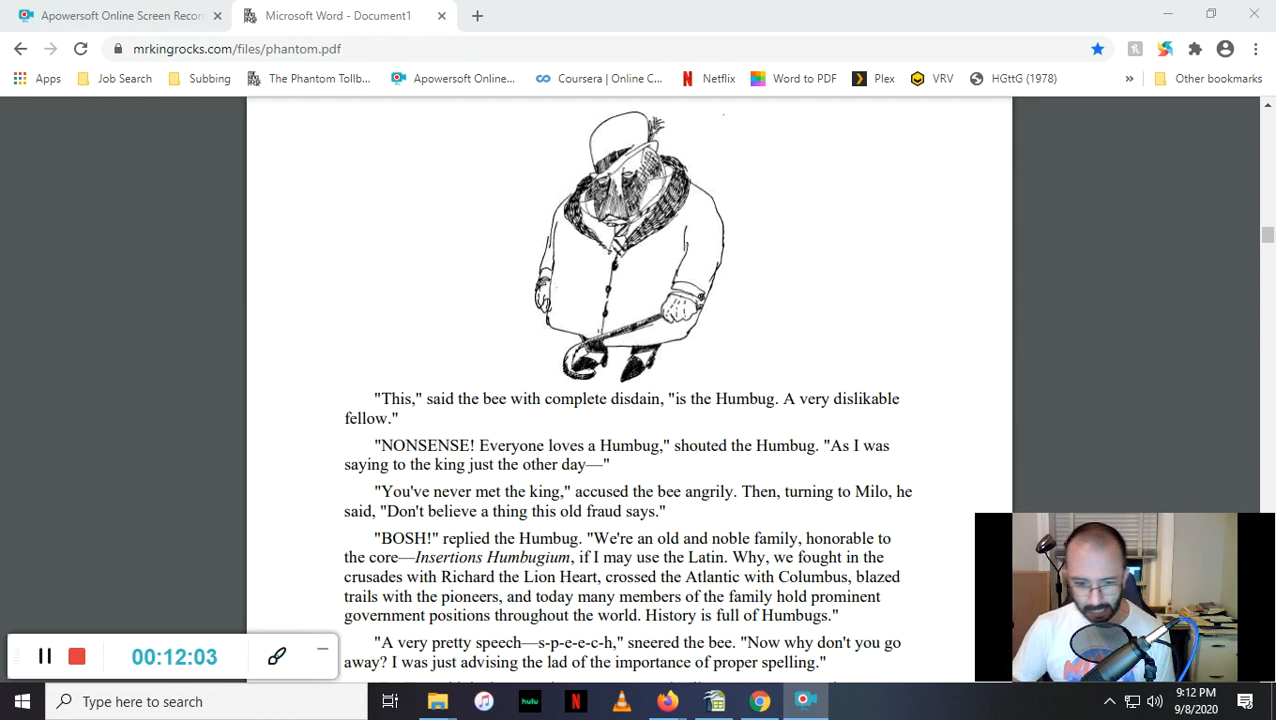 Apowersoft Online Screen Recor
Microsoft Word - Document1
mrkingrocks.com/files/phantom.pdf
Apps
Job Search
Subbing
The Phantom Tollb...
Apowersoft Online...
Coursera | Online C...
Netflix
Word to PDF
Plex
VRV
HGttG (1978)
»
Other bookmarks
"This," said the bee with complete disdain, "is the Humbug. A very dislikable
fellow."
"NONSENSE! Everyone loves a Humbug," shouted the Humbug. "As I was
saying to the king just the other day—"
"You've never met the king," accused the bee angrily. Then, turning to Milo, he
said, "Don't believe a thing this old fraud says."
"BOSH!" replied the Humbug. "We're an old and noble family, honorable to
the core—Insertions Humbugium, if I may use the Latin. Why, we fought in the
crusades with Richard the Lion Heart, crossed the Atlantic with Columbus, blazed
trails with the pioneers, and today many members of the family hold prominent
government positions throughout the world. History is full of Humbugs."
"A very pretty speech—s-p-e-e-c-h," sneered the bee. "Now why don't you go
away? I was just advising the lad of the importance of proper spelling."
00:12:03
Type here to search
hulu
N
9:12 PM
9/8/2020